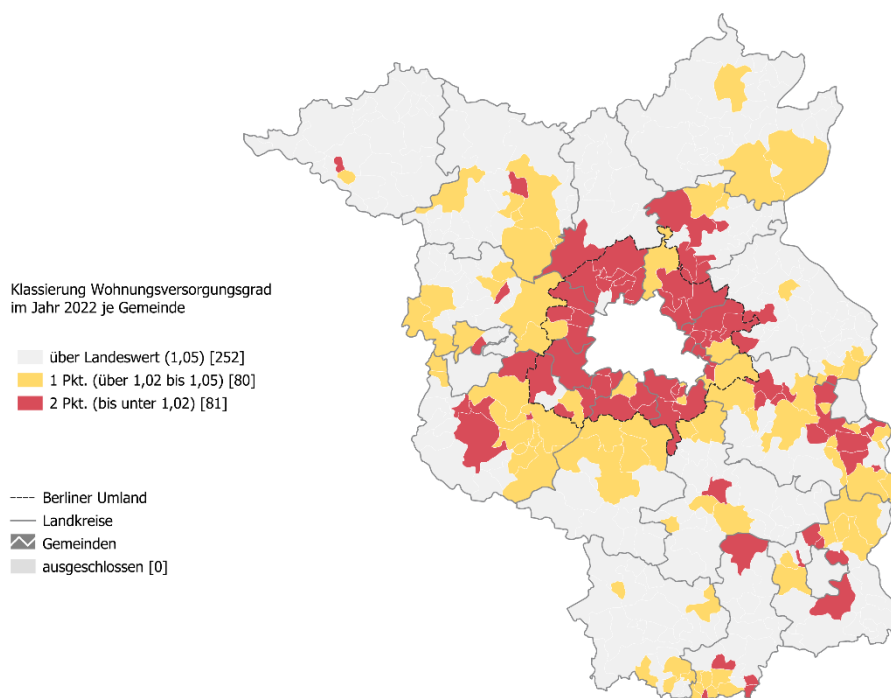 Klassierung Wohnungsversorgungsgrad
im Jahr 2022 je Gemeinde
über Landeswert (1,05) [252]
1 Pkt. (über 1,02 bis 1,05) [80]
2 Pkt. (bis unter 1,02) [81]
Berliner Umland
Landkreise
Gemeinden
ausgeschlossen [0]